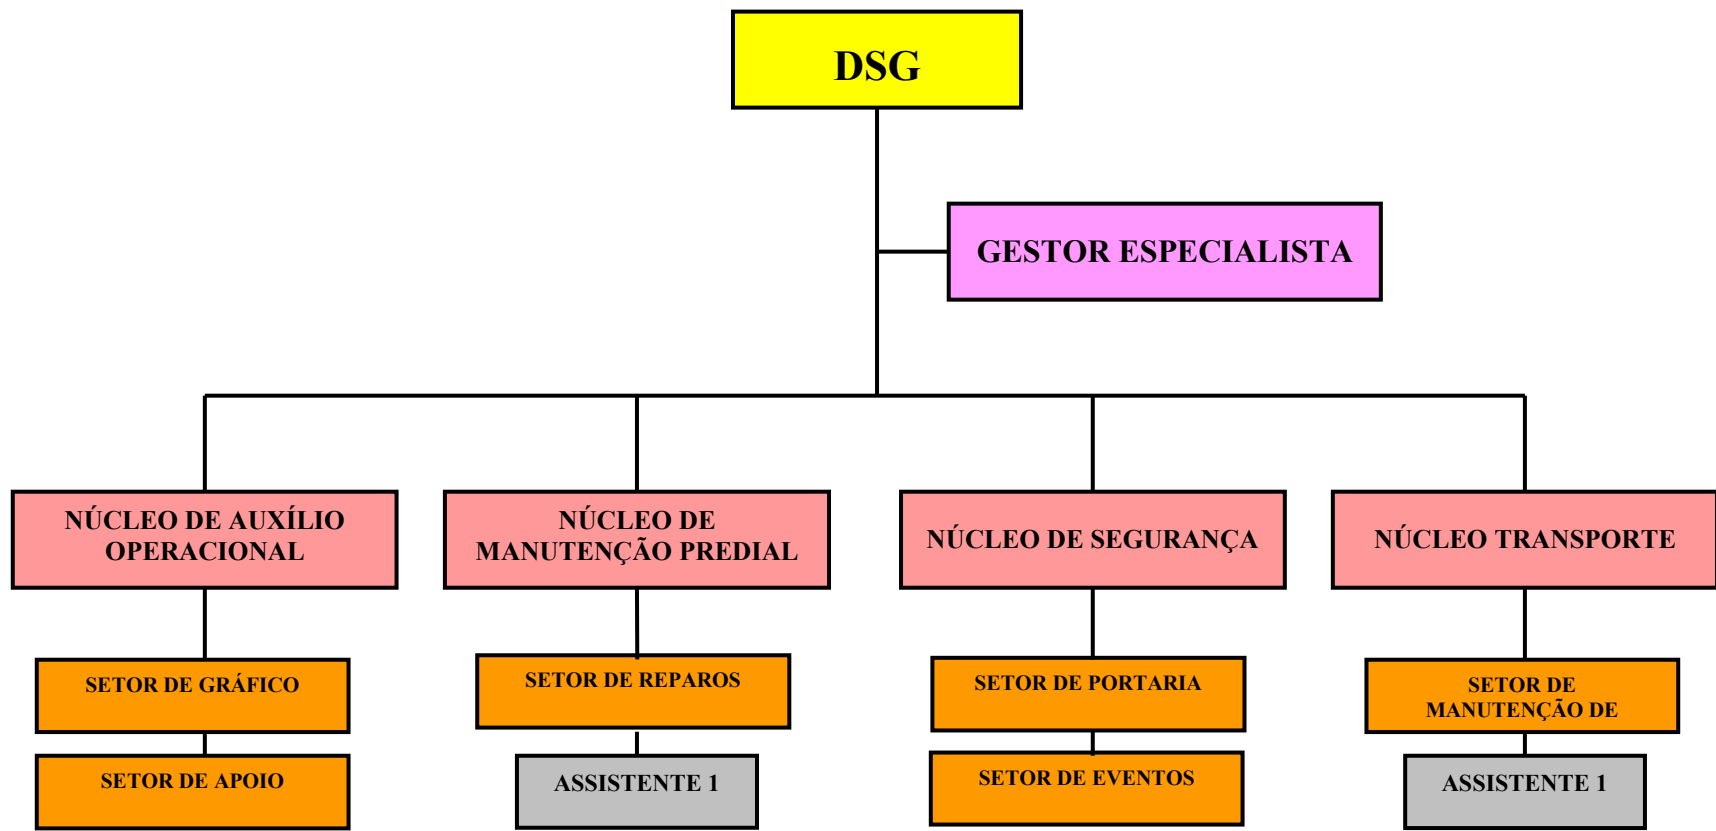 DSG
GESTOR ESPECIALISTA
NÚCLEO DE AUXÍLIO
OPERACIONAL
NÚCLEO DE
MANUTENÇÃO PREDIAL
NÚCLEO DE SEGURANÇA
NÚCLEO TRANSPORTE
SETOR DE GRÁFICO
SETOR DE REPAROS
SETOR DE PORTARIA
SETOR DE
MANUTENÇÃO DE
SETOR DE APOIO
ASSISTENTE 1
SETOR DE EVENTOS
ASSISTENTE 1